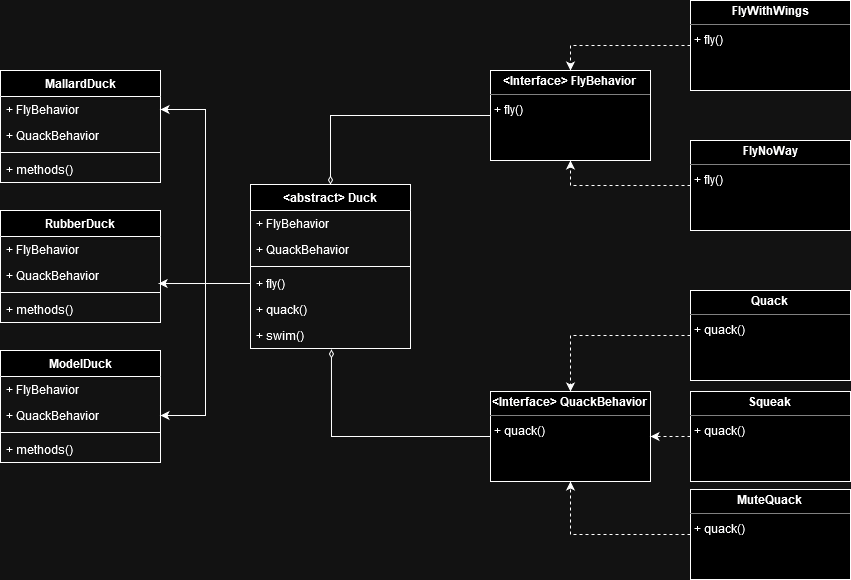 FlyWithWings
+ fly()
<Interface> FlyBehavior
+ fly()
MallardDuck
+ FlyBehavior
+ QuackBehavior
+ methods()
FlyNoWay
+ fly()
<abstract> Duck
+ FlyBehavior
+ QuackBehavior
+ fly()
+ quack()
+ swim()
RubberDuck
+ FlyBehavior
+ QuackBehavior
+ methods()
Quack
+ quack()
ModelDuck
+ FlyBehavior
+ QuackBehavior
+ methods()
<Interface> QuackBehavior
+ quack()
Squeak
+ quack()
MuteQuack
+ quack()